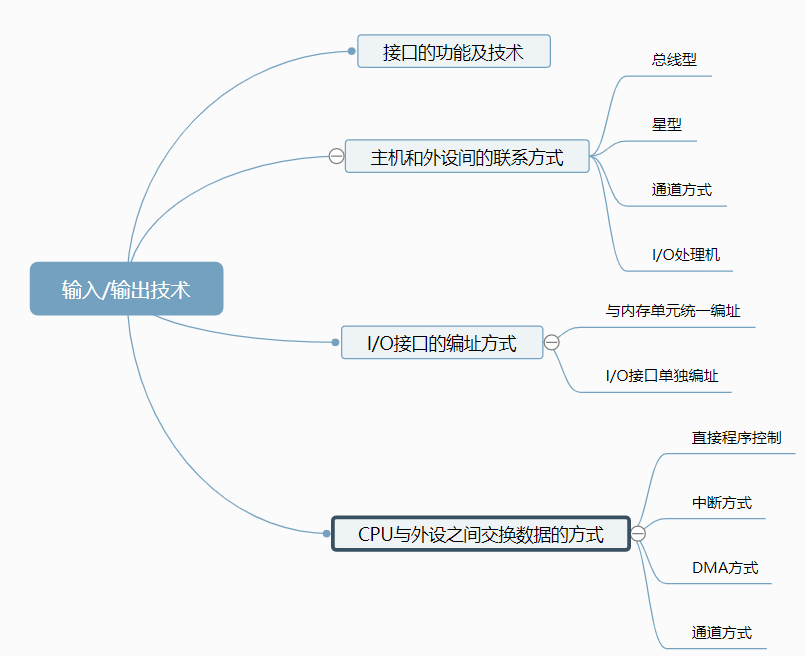 输入/输出技术
接口的功能及技术
主机和外设间的联系方式
总线型
星型
通道方式
I/O处理机
I/O接口的编址方式
与内存单元统一编址
I/O接口单独编址
CPU与外设之间交换数据的方式
直接程序控制
中断方式
DMA方式
通道方式